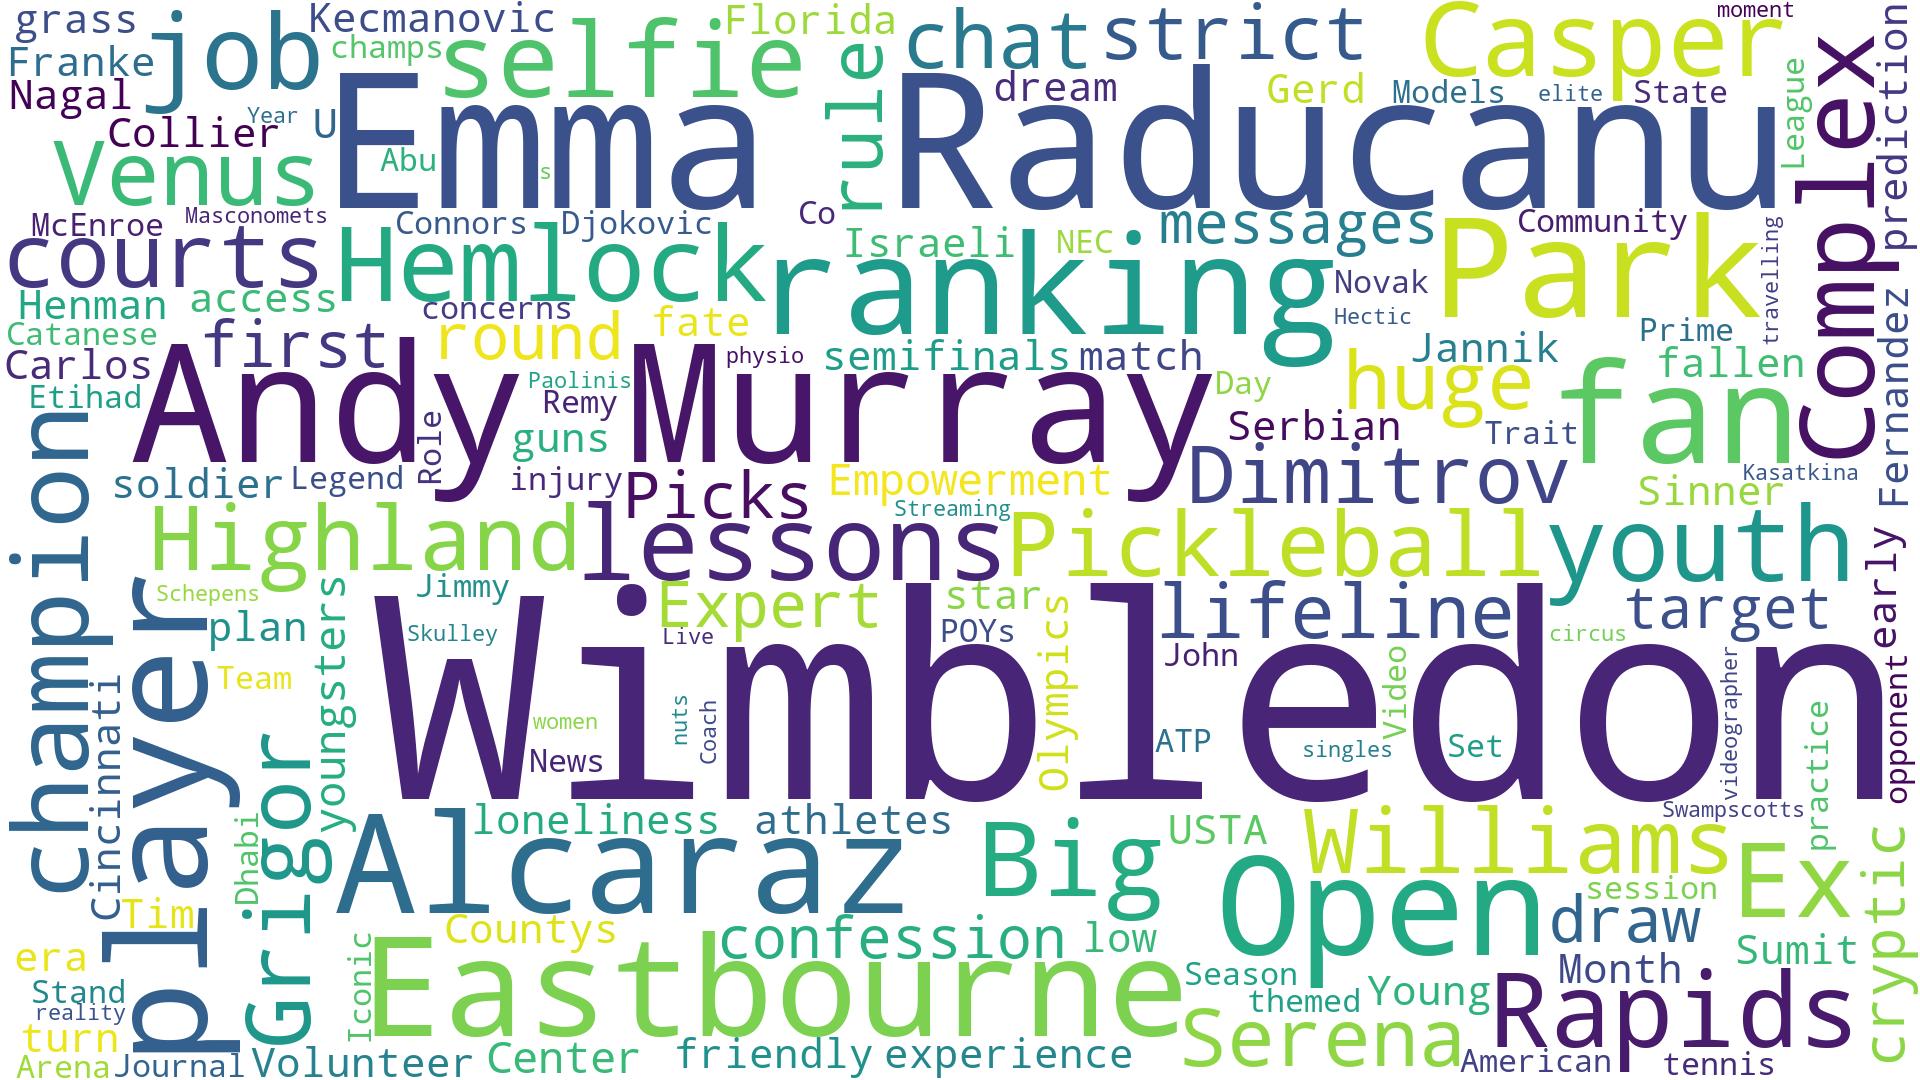 grass
job
Kecmanovic
champs
selfie
Florida
rule
chat
strict
Casper
moment
Complex
prediction
Franke
Nagal
Year
U
Collier
Venus
Emma
Abu
s
Raducanu
dream
Gerd
Models
elite
State
League
McEnroe
Masconomets
Connors
Djokovic
Co
courts
Hemlock
ranking
Israeli
NEC
messages
Community
Park
travelling
Novak
Hectic
Henman
access
concerns
Catanese
first
round
fate
Prime
Fernandez
Carlos
Etihad
Andy
Murray
physio
semifinals
match
Jannik
huge
fallen
fan
Paolinis
Remy
guns
Day
Serbian
Trait
Role
soldier
Legend
injury
Picks
Empowerment
Streaming
Dimitrov
Kasatkina
Sinner
champion
Highland
lessons
Pickleball
youth
early
Schepens
youngsters
Jimmy
Expert
star
lifeline
target
player
plan
Skulley
Live
POYs
Olympics
John
circus
Wimbledon
Team
women
nuts
Coach
News
ATP
singles
Video
Set
videographer
practice
opponent
Cincinnati
Grigor
Swampscotts
Dhabi
Alcaraz
loneliness
athletes
Big
USTA
Williams
Open
Ex
cryptic
Tim
session
draw
Countys
confession
low
Sumit
era
Iconic
Eastbourne
Season
Month
Stand
reality
themed
Young
Rapids
turn
Serena
Arena
Journal
Volunteer
Center
friendly
experience
American
tennis